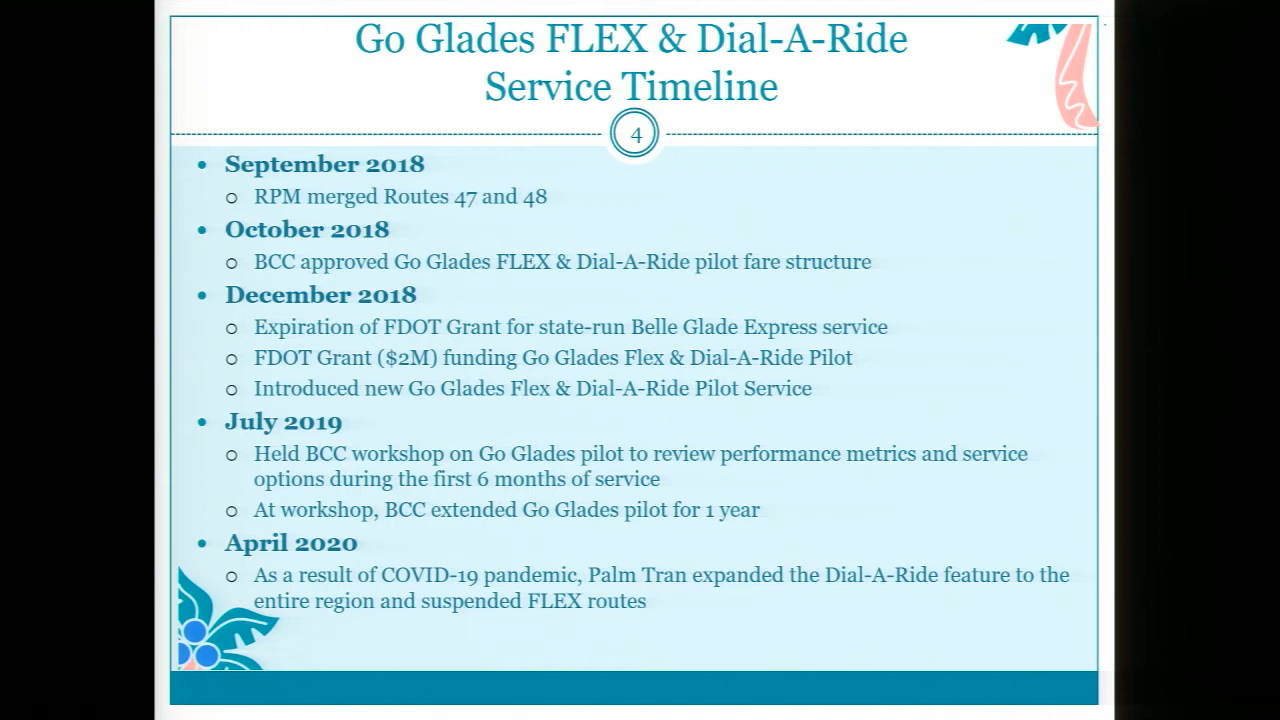 Go Glades FLEX & Dial-A-Ride
Service Timeline
4
• September 2018
o RPM merged Routes 47 and 48
• October 2018
o BCC approved Go Glades FLEX & Dial-A-Ride pilot fare structure
• December 2018
o Expiration of FDOT Grant for state-run Belle Glade Express service
o FDOT Grant ($2M) funding Go Glades Flex & Dial-A-Ride Pilot
o Introduced new Go Glades Flex & Dial-A-Ride Pilot Service
• July 2019
o Held BCC workshop on Go Glades pilot to review performance metrics and service
options during the first 6 months of service
o At workshop, BCC extended Go Glades pilot for 1 year
• April 2020
o As a result of COVID-19 pandemic, Palm Tran expanded the Dial-A-Ride feature to the
entire region and suspended FLEX routes